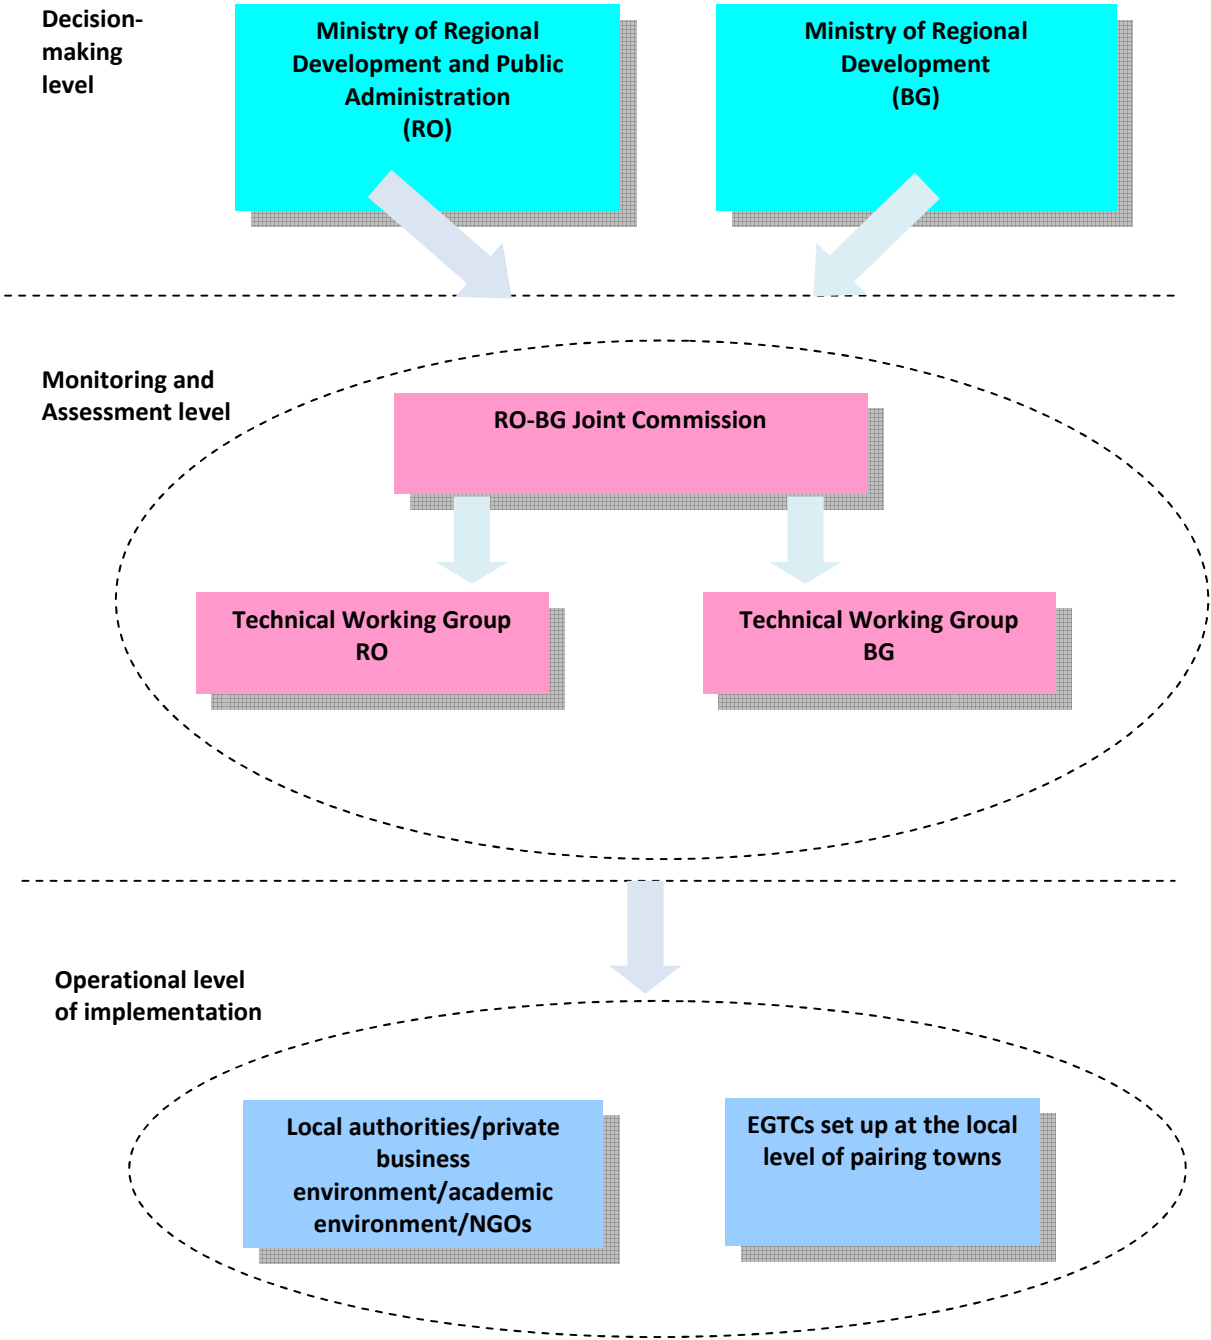 Decision-
making
level
Ministry of Regional
Development and Public
Administration
(RO)
Ministry of Regional
Development
(BG)
Monitoring and
Assessment level
RO-BG Joint Commission
Technical Working Group
RO
Technical Working Group
BG
Operational level
of implementation
Local authorities/private
business
environment/academic
environment/NGOs
EGTCs set up at the local
level of pairing towns